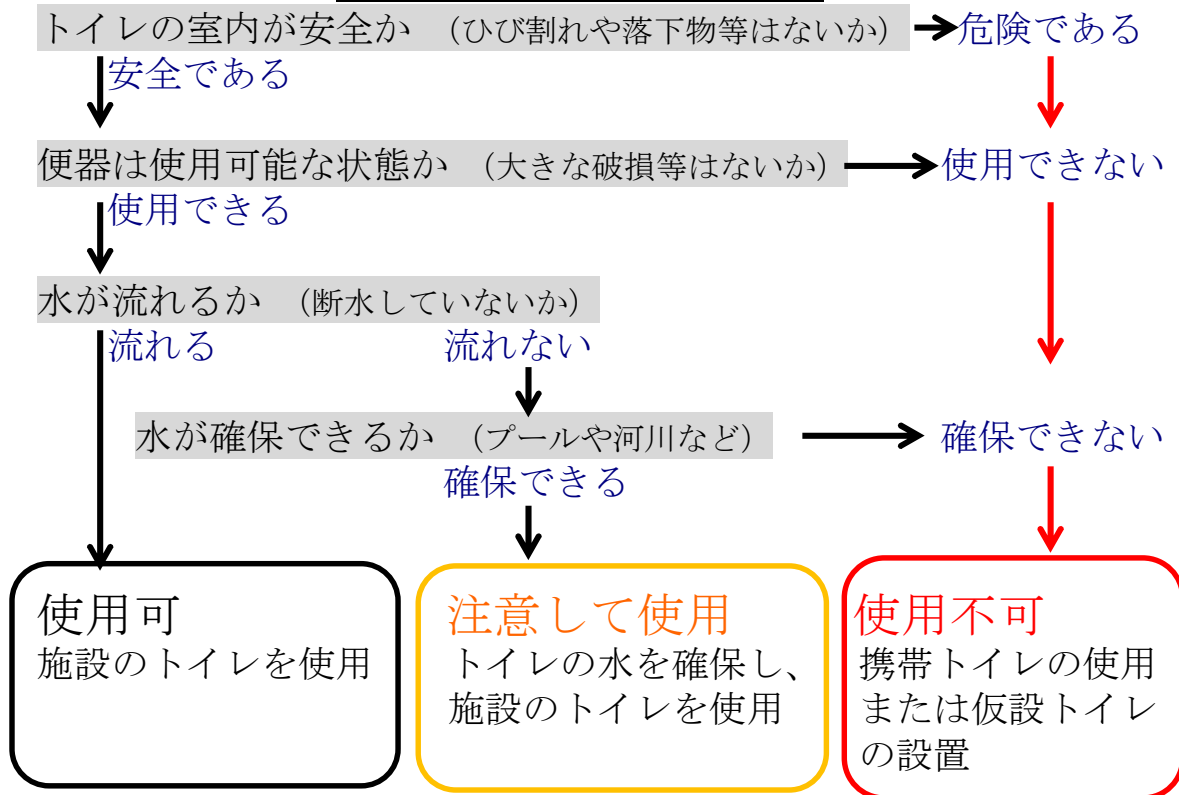 トイレの室内が安全か （ひび割れや落下物等はないか） 危険である
安全である
便器は使用可能な状態か （大きな破損等はないか） 使用できない
使用できる
水が流れるか （断水していないか）
流れる 流れない
水が確保できるか （プールや河川など） 確保できない
確保できる
使用可
施設のトイレを使用
注意して使用
トイレの水を確保し、
施設のトイレを使用
使用不可
携帯トイレの使用
または仮設トイレ
の設置